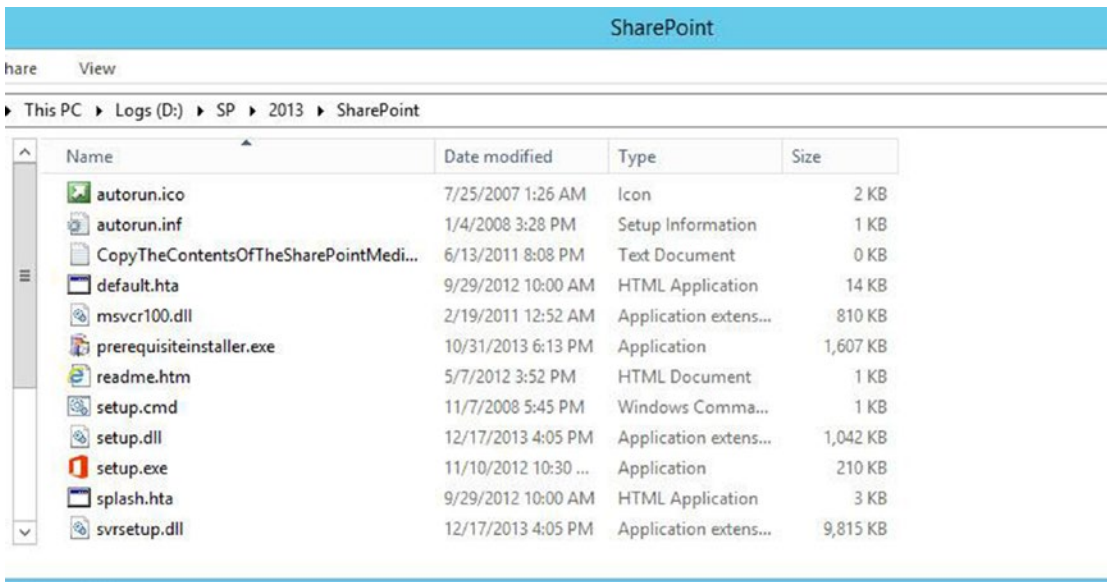 SharePoint
hare View
This PC Logs (D:) SP 2013 SharePoint
Name Date modified Type Size
autorun.ico 7/25/2007 1:26 AM Icon 2 KB
autorun.inf 1/4/2008 3:28 PM Setup Information 1 KB
CopyTheContentsOfTheSharePointMedi... 6/13/2011 8:08 PM Text Document 0 KB
default.hta 9/29/2012 10:00 AM HTML Application 14 KB
msvcr100.dll 2/19/2011 12:52 AM Application extens... 810 KB
prerequisiteinstaller.exe 10/31/2013 6:13 PM Application 1,607 KB
readme.htm 5/7/2012 3:52 PM HTML Document 1 KB
setup.cmd 11/7/2008 5:45 PM Windows Comma... 1 KB
setup.dll 12/17/2013 4:05 PM Application extens... 1,042 KB
setup.exe 11/10/2012 10:30 ... Application 210 KB
splash.hta 9/29/2012 10:00 AM HTML Application 3 KB
svrsetup.dll 12/17/2013 4:05 PM Application extens... 9,815 KB